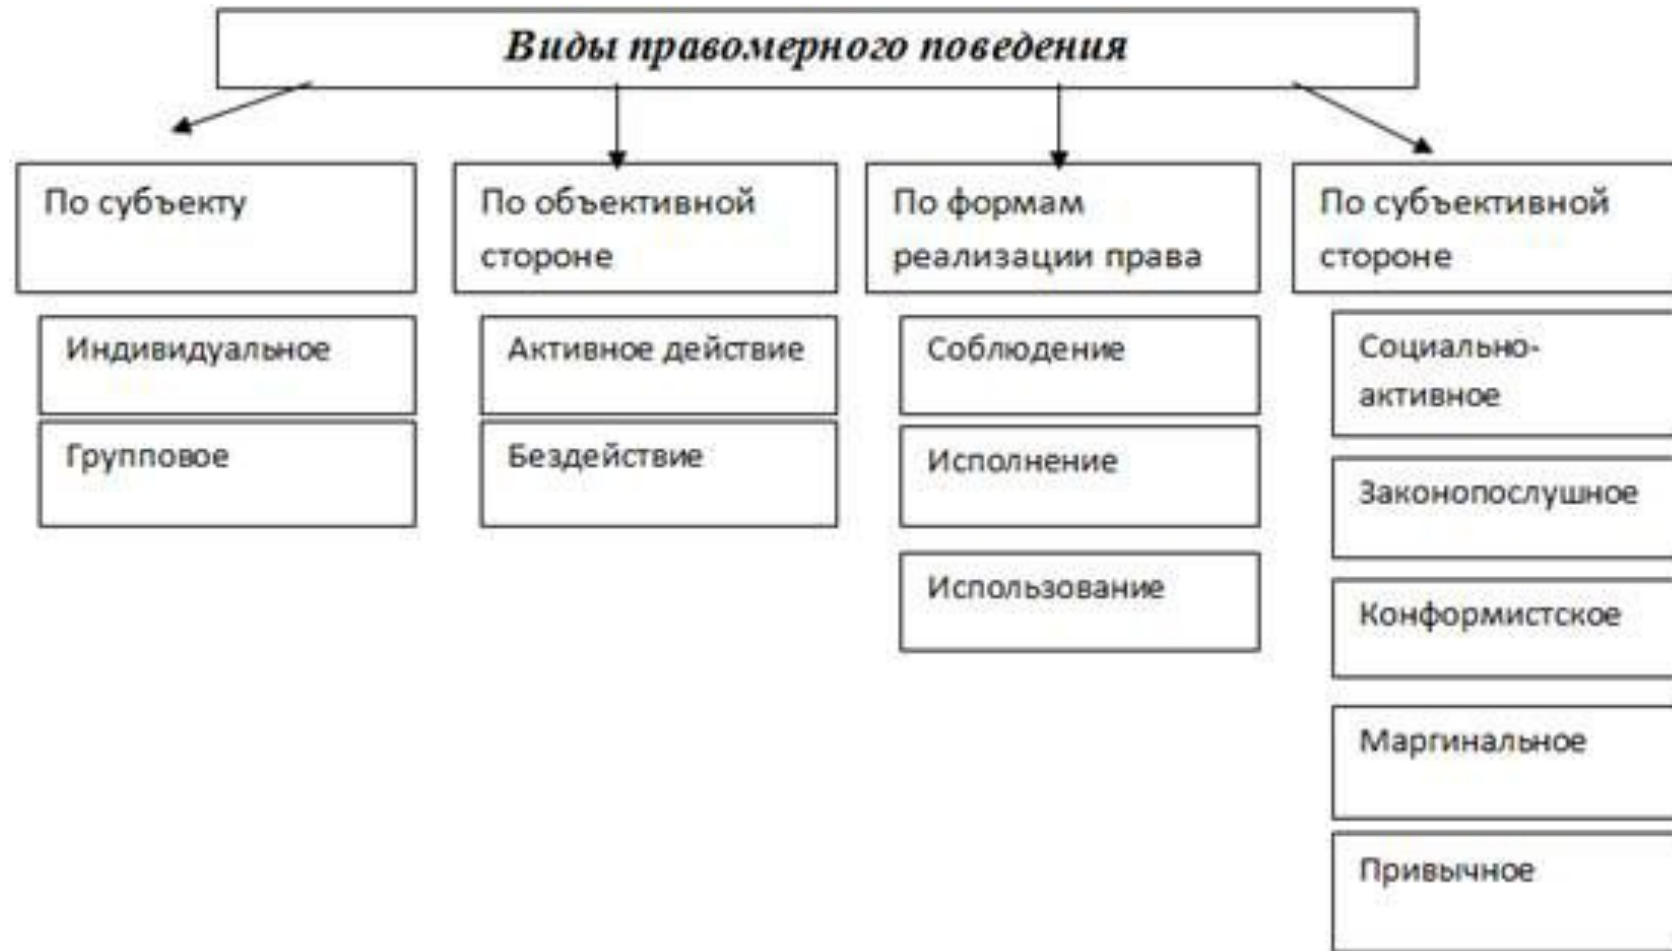 Виды правомерного поведения
По субъекту
Индивидуальное
Групповое
По объективной
стороне
Активное действие
Бездействие
По формам
реализации права
Соблюдение
Исполнение
Использование
По субъективной
стороне
Социально-
активное
Законопослушное
Конформистское
Маргинальное
Привычное